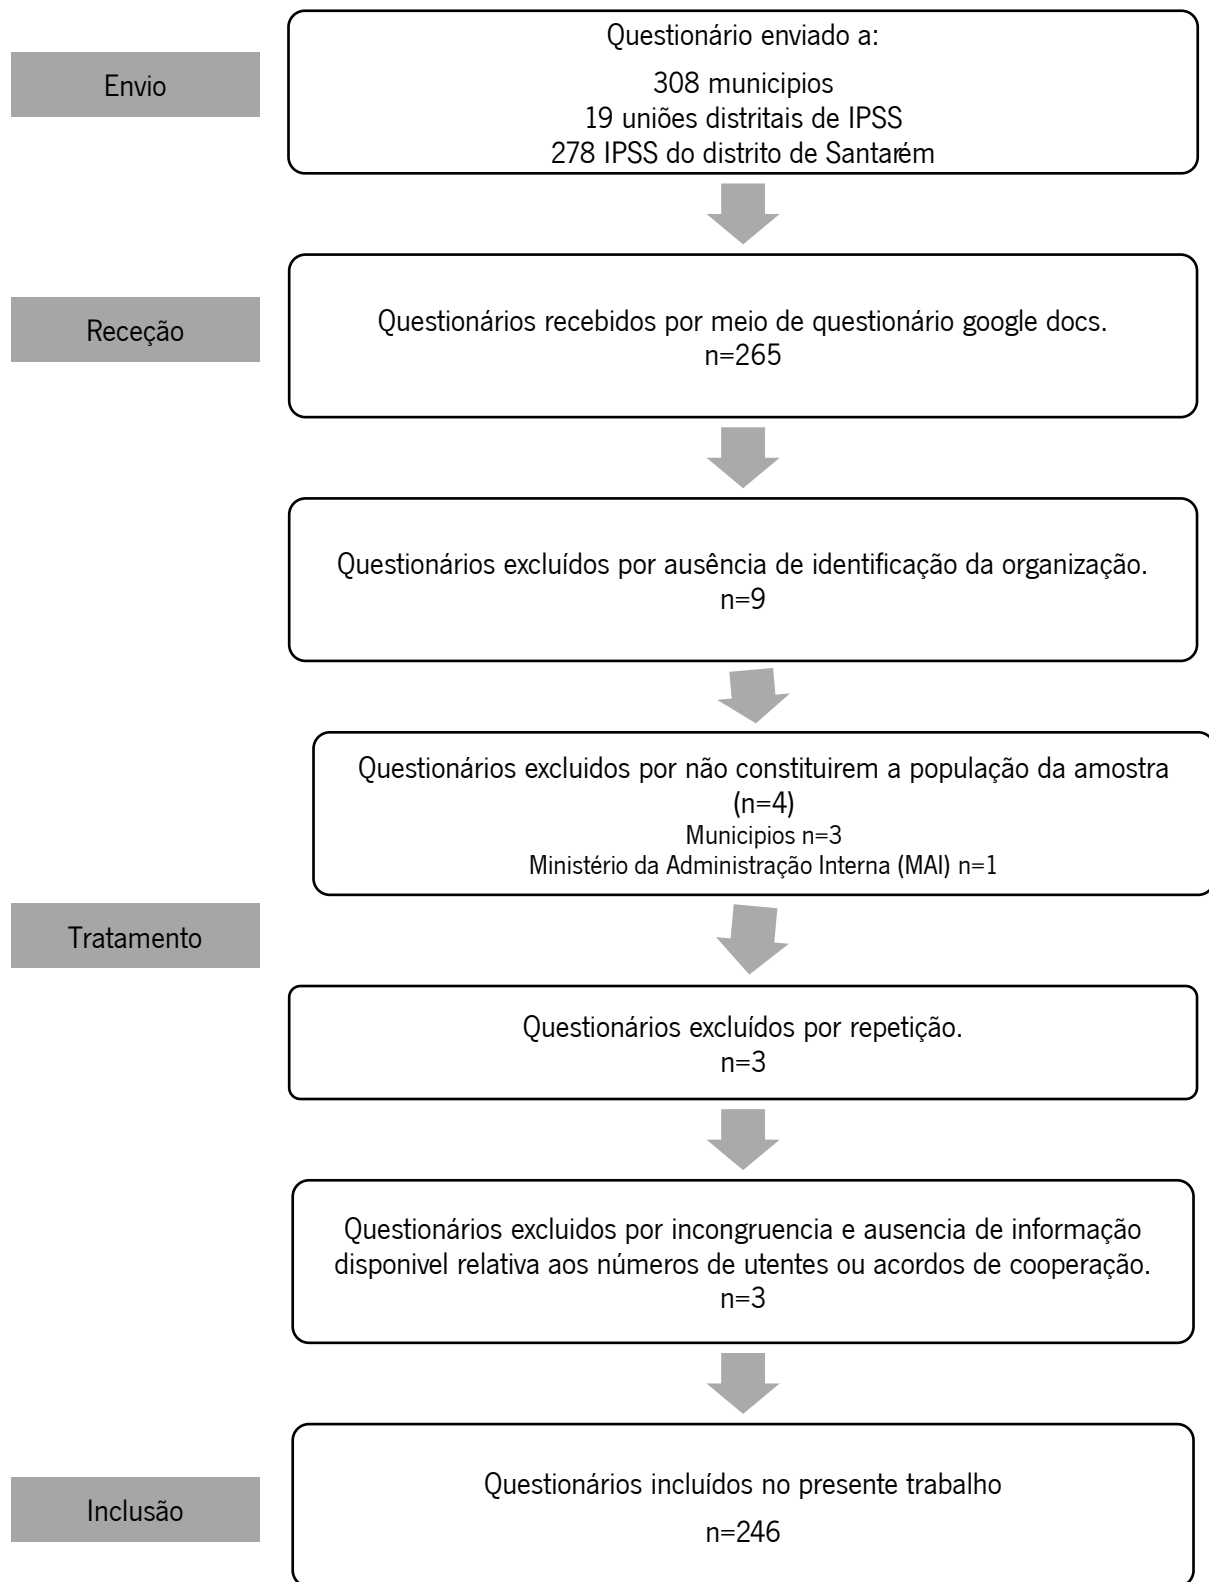 Envio
Questionário enviado a:
308 municipios
19 uniões distritais de IPSS
278 IPSS do distrito de Santarém
Receção
Questionários recebidos por meio de questionário google docs.
n=265
Questionários excluídos por ausência de identificação da organização.
n=9
Questionários excluidos por não constituirem a população da amostra
(n=4)
Municipios n=3
Ministério da Administração Interna (MAI) n=1
Tratamento
Questionários excluídos por repetição.
n=3
Questionários excluidos por incongruencia e ausencia de informação
disponivel relativa aos números de utentes ou acordos de cooperação.
n=3
Inclusão
Questionários incluídos no presente trabalho
n=246